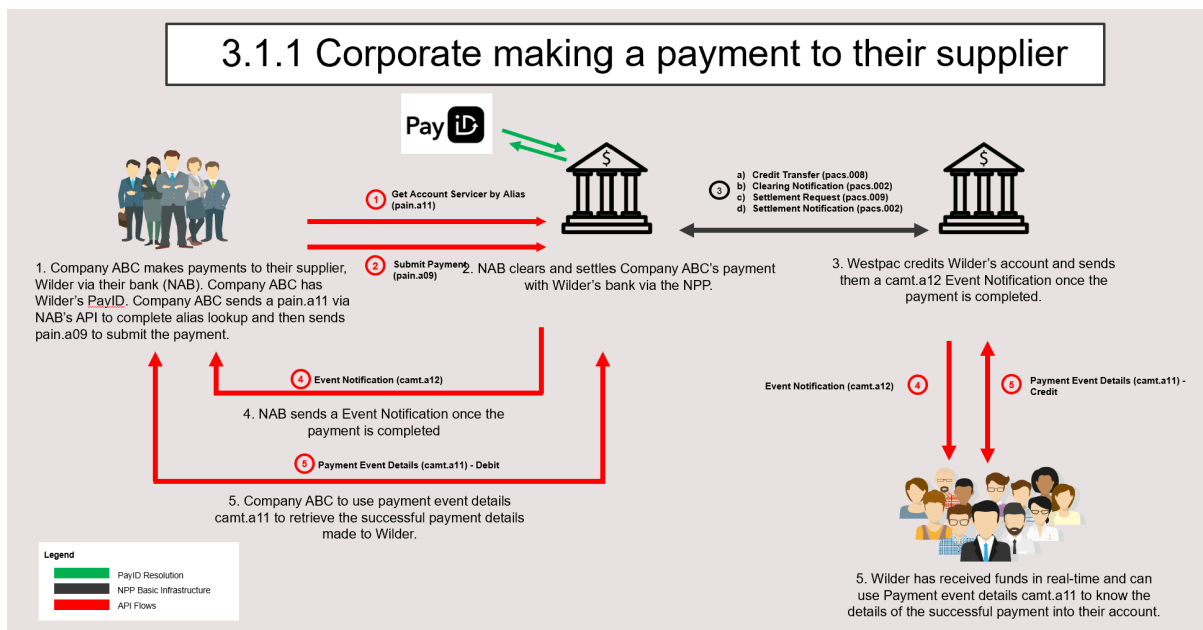 3.1.1 Corporate making a payment to their supplier
Pay iD
$
$
1
Get Account Servicer by Alias
(pain.a11)
2
Submit Payment
(pain.a09)
3
a) Credit Transfer (pacs.008)
b) Clearing Notification (pacs.002)
c) Settlement Request (pacs.009)
d) Settlement Notification (pacs.002)
1. Company ABC makes payments to their supplier,
Wilder via their bank (NAB). Company ABC has
Wilder's PayID. Company ABC sends a pain.a11 via
NAB's API to complete alias lookup and then sends
pain.a09 to submit the payment.
2. NAB clears and settles Company ABC's payment
with Wilder's bank via the NPP.
3. Westpac credits Wilder's account and sends
them a camt.a12 Event Notification once the
payment is completed.
4
Event Notification (camt.a12)
4. NAB sends a Event Notification once the
payment is completed
5
Payment Event Details (camt.a11) - Debit
5. Company ABC to use payment event details
camt.a11 to retrieve the successful payment details
made to Wilder.
Event Notification (camt.a12)
4
5
Payment Event Details (camt.a11) -
Credit
5. Wilder has received funds in real-time and can
use Payment event details camt.a11 to know the
details of the successful payment into their account.
Legend
PayID Resolution
NPP Basic Infrastructure
API Flows